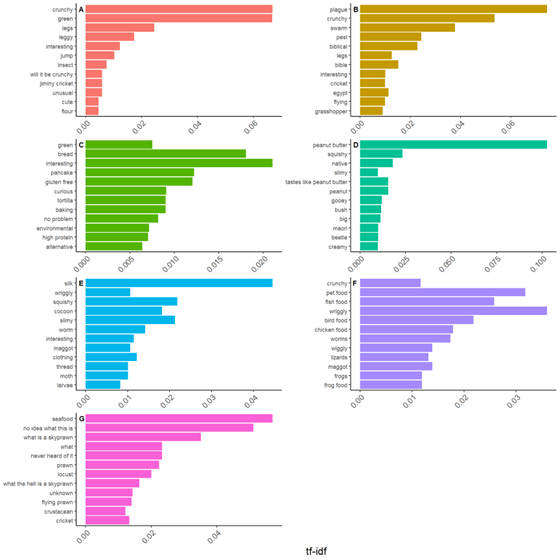 A
crunchy
green
legs
leggy
interesting
jump
insect
will it be crunchy
jiminy cricket
unusual
cute
flour
0.00
0.02
0.04
0.06
B
plague
crunchy
swarm
pest
biblical
legs
bible
interesting
cricket
egypt
flying
grasshopper
0.00
0.02
0.04
0.06
C
green
bread
interesting
pancake
gluten free
curious
tortilla
baking
no problem
environmental
high protein
alternative
0.000
0.005
0.010
0.015
0.020
D
peanut butter
squishy
native
slimy
tastes like peanut butter
peanut
gooey
bush
big
maori
beetle
creamy
0.000
0.025
0.050
0.075
0.100
E
silk
wriggly
squishy
cocoon
slimy
worm
interesting
maggot
clothing
thread
moth
larvae
0.00
0.01
0.02
0.03
0.04
F
crunchy
pet food
fish food
wriggly
bird food
chicken food
worms
wiggly
lizards
maggot
frogs
frog food
0.00
0.01
0.02
0.03
G
seafood
no idea what this is
what is a skyprawn
what
never heard of it
prawn
locust
what the hell is a skyprawn
unknown
flying prawn
crustacean
cricket
0.00
0.02
0.04
tf-idf